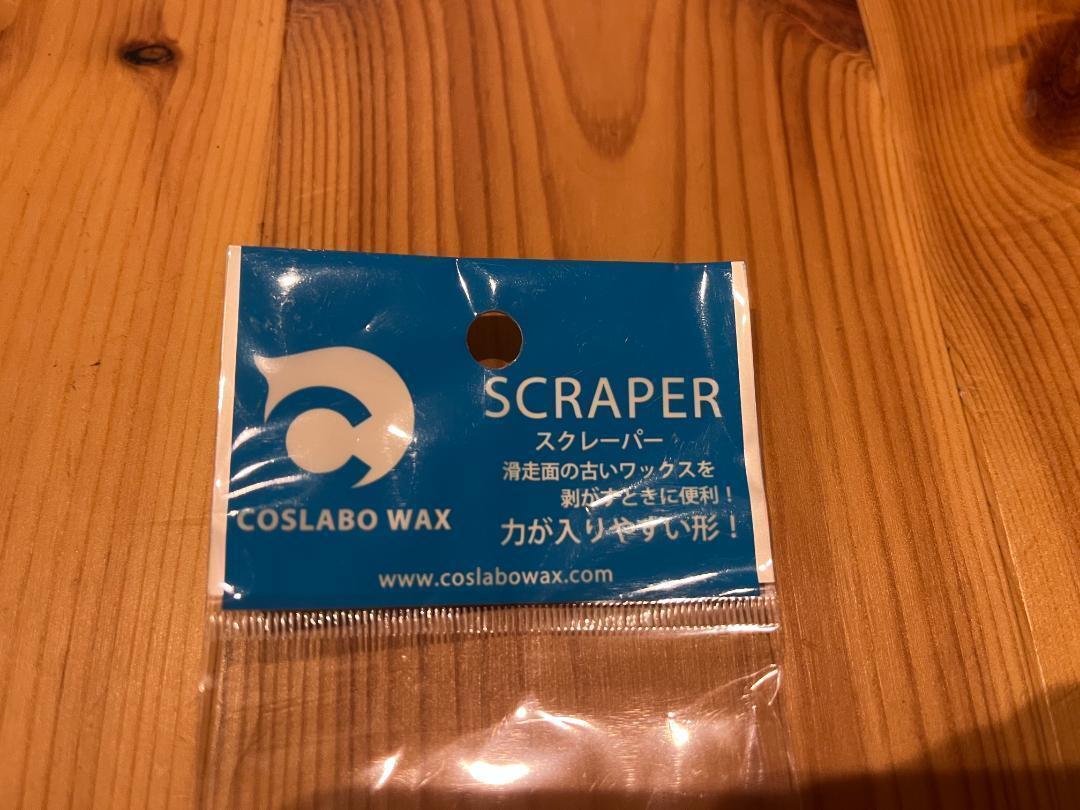 SCRAPER
スクレーパー
滑走面の古いワックスを
剥がすときに便利！
力が入りやすい形！
COSLABO WAX
www.coslabowax.com